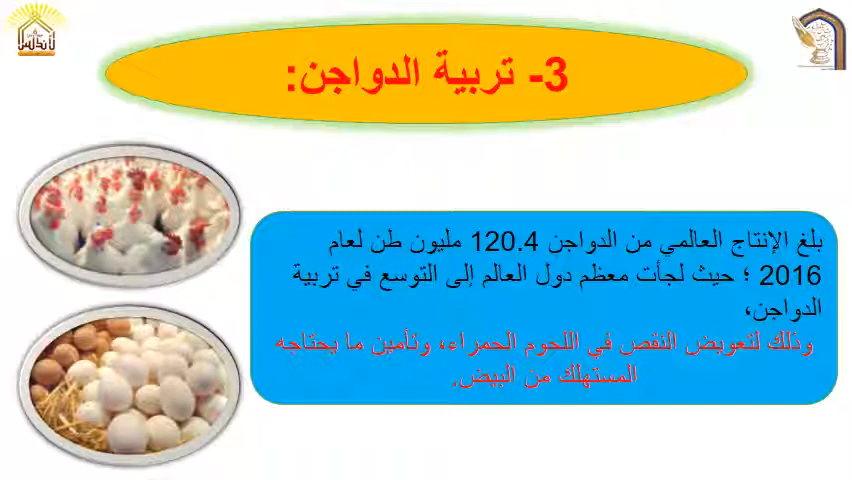 3- تربية الدواجن:
بلغ الإنتاج العالمي من الدواجن 120.4 مليون طن لعام
2016 ؛ حيث لجأت معظم دول العالم إلى التوسع في تربية
الدواجن،
وذلك لتعويض النقص في اللحوم الحمراء، وتأمين ما يحتاجه
المستهلك من البيض.